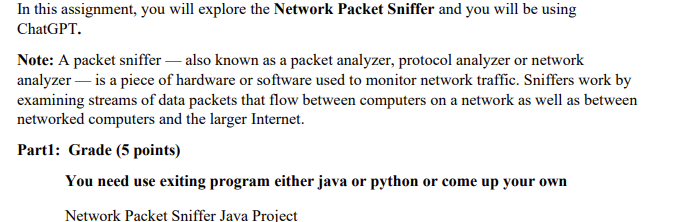 In this assignment, you will explore the Network Packet Sniffer and you will be using
ChatGPT.
Note: A packet sniffer — also known as a packet analyzer, protocol analyzer or network
analyzer — is a piece of hardware or software used to monitor network traffic. Sniffers work by
examining streams of data packets that flow between computers on a network as well as between
networked computers and the larger Internet.
Part1: Grade (5 points)
You need use exiting program either java or python or come up your own
Network Packet Sniffer Java Project